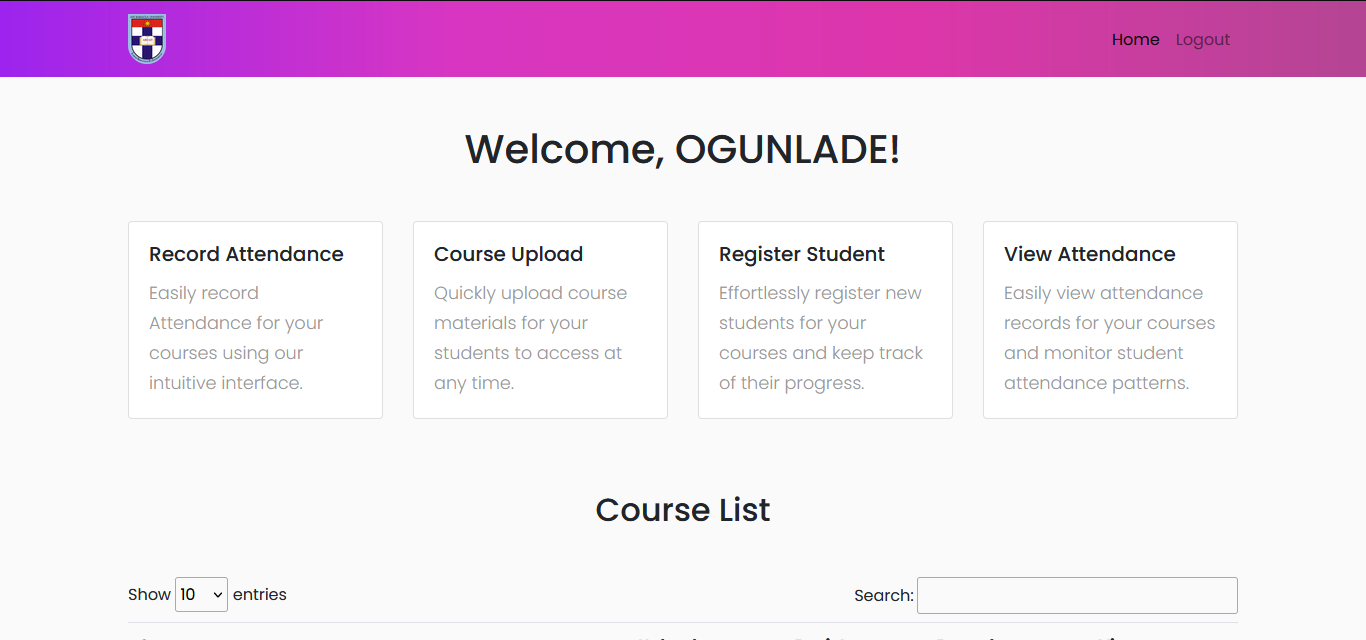 Home Logout
Welcome, OGUNLADE!
Record Attendance
Easily record
Attendance for your
courses using our
intuitive interface.
Course Upload
Quickly upload course
materials for your
students to access at
any time.
Register Student
Effortlessly register new
students for your
courses and keep track
of their progress.
View Attendance
Easily view attendance
records for your courses
and monitor student
attendance patterns.
Course List
Show 10 entries
Search: